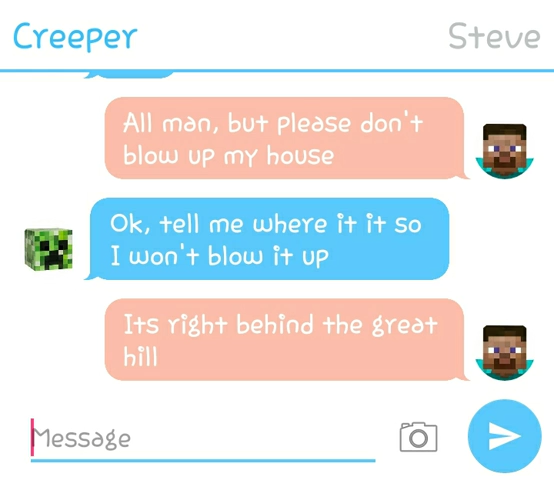 Creeper
Steve
All man, but please don't
blow up my house
Ok, tell me where it it so
I won't blow it up
Its right behind the great
hill
Message